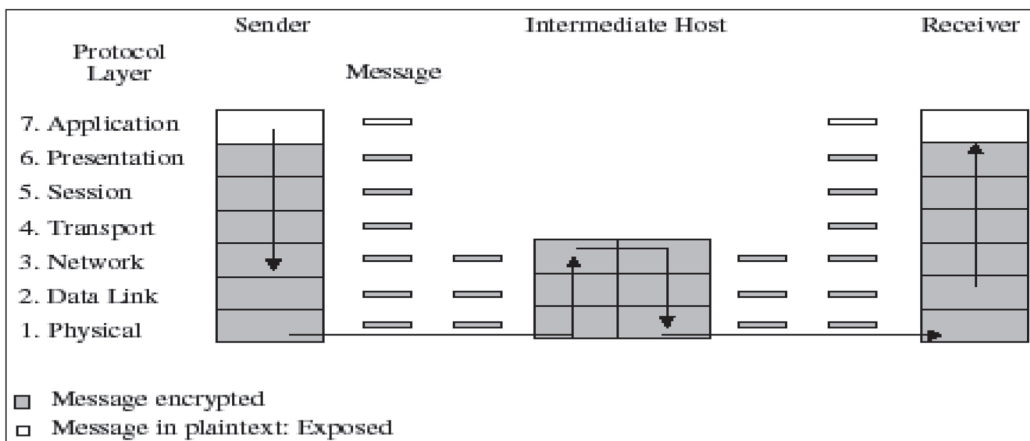 Sender Intermediate Host Receiver
Protocol
Layer
Message
7. Application
6. Presentation
5. Session
4. Transport
3. Network
2. Data Link
1. Physical
Message encrypted
Message in plaintext: Exposed